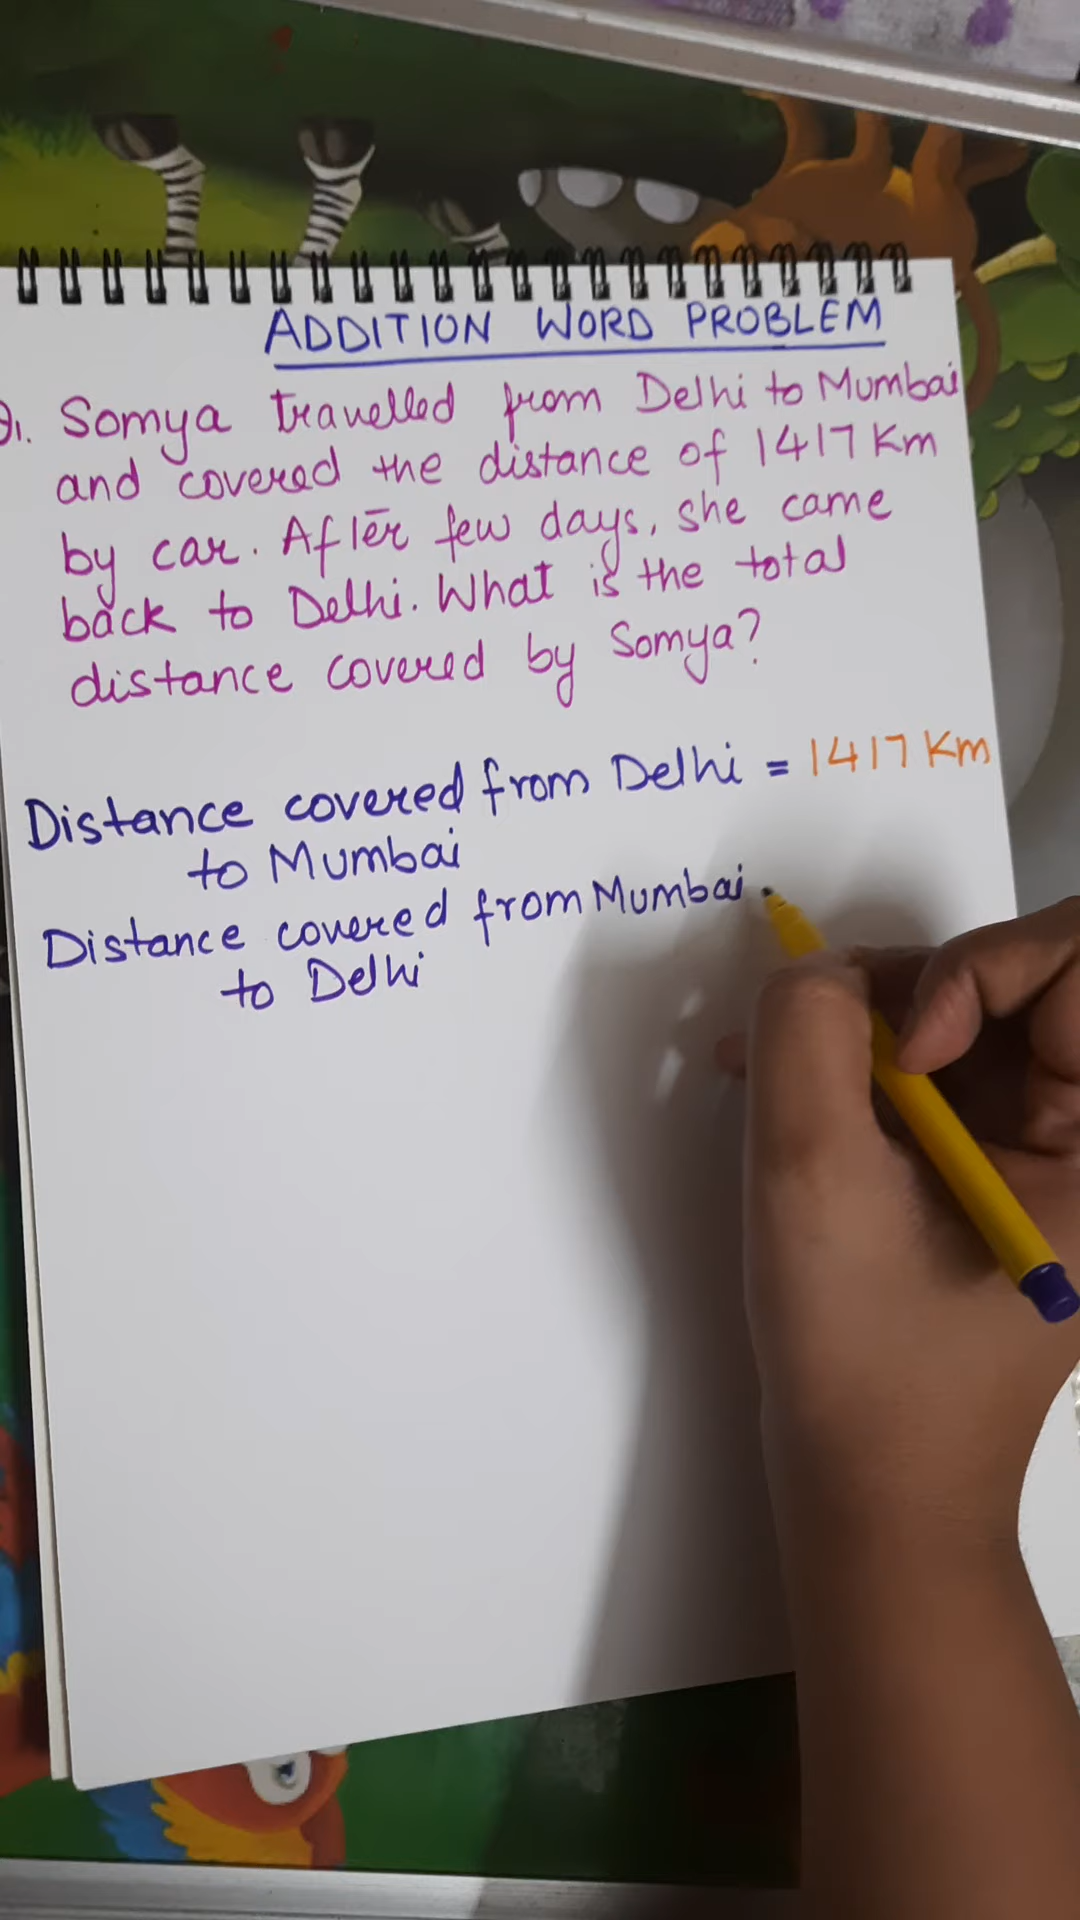 ADDITION WORD PROBLEM
Q1. Somya travelled from Delhi to Mumbai
and covered the distance of 1417 Km
by car. After few days, she came
back to Delhi. What is the total
distance covered by Somya?
Distance covered from Delhi = 1417 Km
to Mumbai
Distance covered from Mumbai
to Delhi